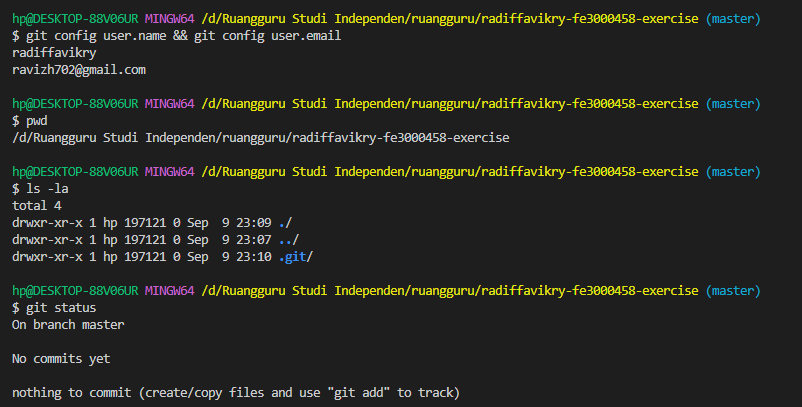 hp@DESKTOP-88V06UR MINGW64 /d/Ruangguru Studi Independen/ruangguru/radiffavikry-fe3000458-exercise (master)
$ git config user.name && git config user.email
radiffavikry
ravizh702@gmail.com
hp@DESKTOP-88V06UR MINGW64 /d/Ruangguru Studi Independen/ruangguru/radiffavikry-fe3000458-exercise (master)
$ pwd
/d/Ruangguru Studi Independen/ruangguru/radiffavikry-fe3000458-exercise
hp@DESKTOP-88V06UR MINGW64 /d/Ruangguru Studi Independen/ruangguru/radiffavikry-fe3000458-exercise (master)
$ ls -la
total 4
drwxr-xr-x 1 hp 197121 0 Sep  9 23:09 ./
drwxr-xr-x 1 hp 197121 0 Sep  9 23:07 ../
drwxr-xr-x 1 hp 197121 0 Sep  9 23:10 .git/
hp@DESKTOP-88V06UR MINGW64 /d/Ruangguru Studi Independen/ruangguru/radiffavikry-fe3000458-exercise (master)
$ git status
On branch master
No commits yet
nothing to commit (create/copy files and use "git add" to track)